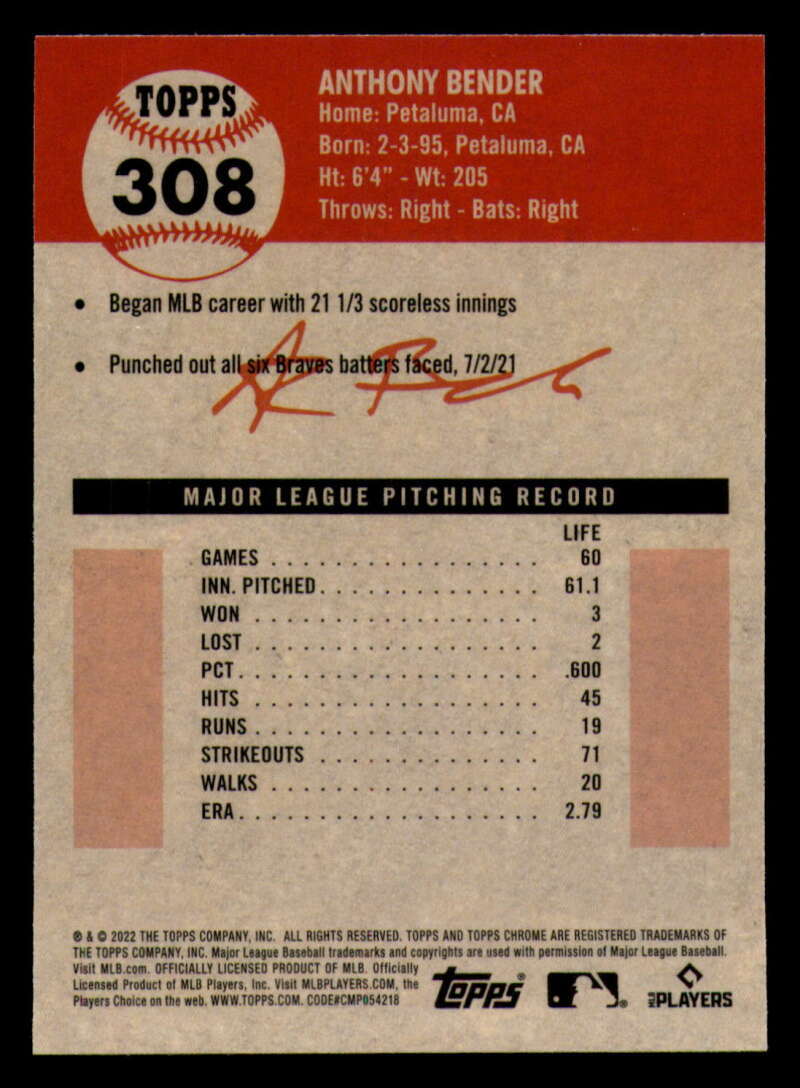 TOPPS
308
ANTHONY BENDER
Home: Petaluma, CA
Born: 2-3-95, Petaluma, CA
Ht: 6'4" - Wt: 205
Throws: Right - Bats: Right
• Began MLB career with 21 1/3 scoreless innings
• Punched out all six Braves batters faced, 7/2/21
MAJOR LEAGUE PITCHING RECORD
LIFE
GAMES . . . . . . . . . . . . . . . . . 60
INN. PITCHED. . . . . . . . . . . . . . 61.1
WON . . . . . . . . . . . . . . . . . . 3
LOST . . . . . . . . . . . . . . . . . . 2
PCT. . . . . . . . . . . . . . . . . . . .600
HITS . . . . . . . . . . . . . . . . . . 45
RUNS. . . . . . . . . . . . . . . . . . 19
STRIKEOUTS . . . . . . . . . . . . . . 71
WALKS . . . . . . . . . . . . . . . . . 20
ERA. . . . . . . . . . . . . . . . . . . 2.79
® & © 2022 THE TOPPS COMPANY, INC. ALL RIGHTS RESERVED. TOPPS AND TOPPS CHROME ARE REGISTERED TRADEMARKS OF
THE TOPPS COMPANY, INC. Major League Baseball trademarks and copyrights are used with permission of Major League Baseball.
Visit MLB.com. OFFICIALLY LICENSED PRODUCT OF MLB. Officially
Licensed Product of MLB Players, Inc. Visit MLBPLAYERS.COM, the
Players Choice on the web. WWW.TOPPS.COM. CODE#CMP054218
TOPPS®
MLB PLAYERS